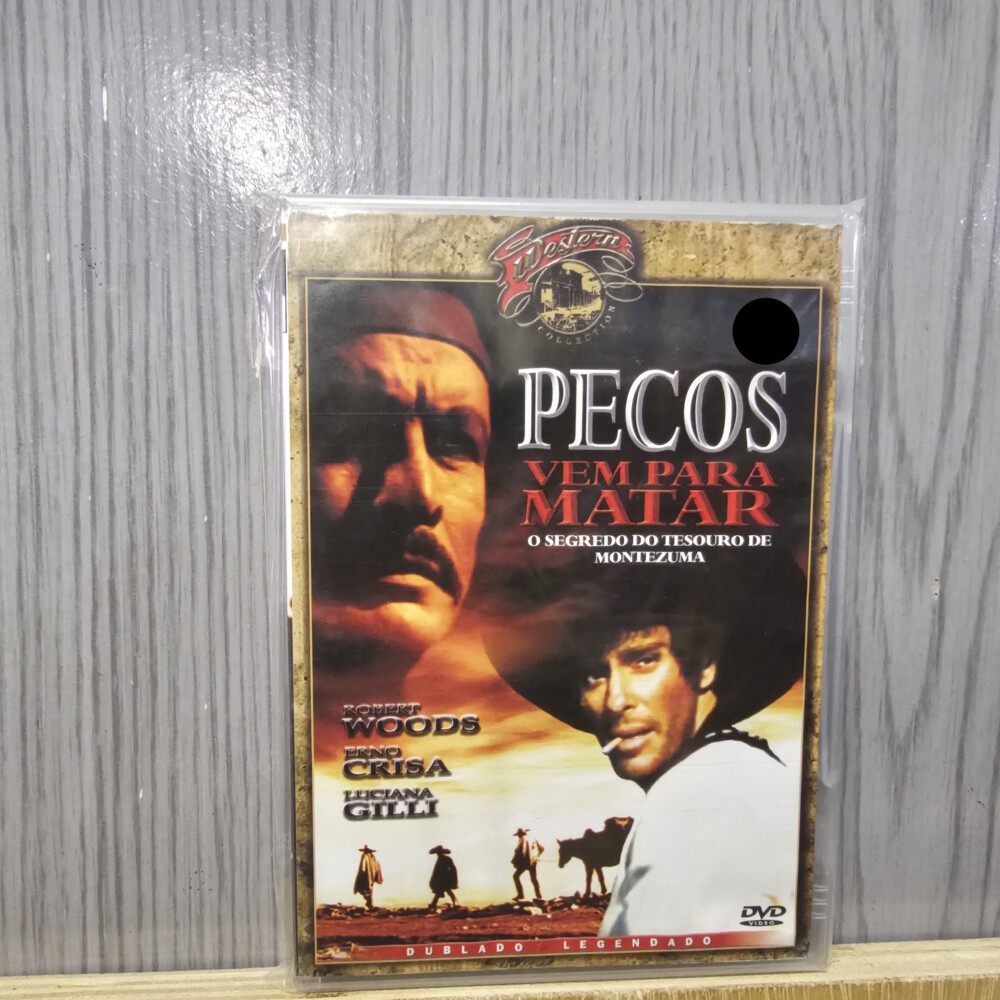 Western
COLLECTION
PECOS
VEM PARA
MATAR
O SEGREDO DO TESOURO DE
MONTEZUMA
ROBERT
WOODS
ERNO
CRISA
LUCIANA
GILLI
DVD
VIDEO
DUBLADO LEGENDADO